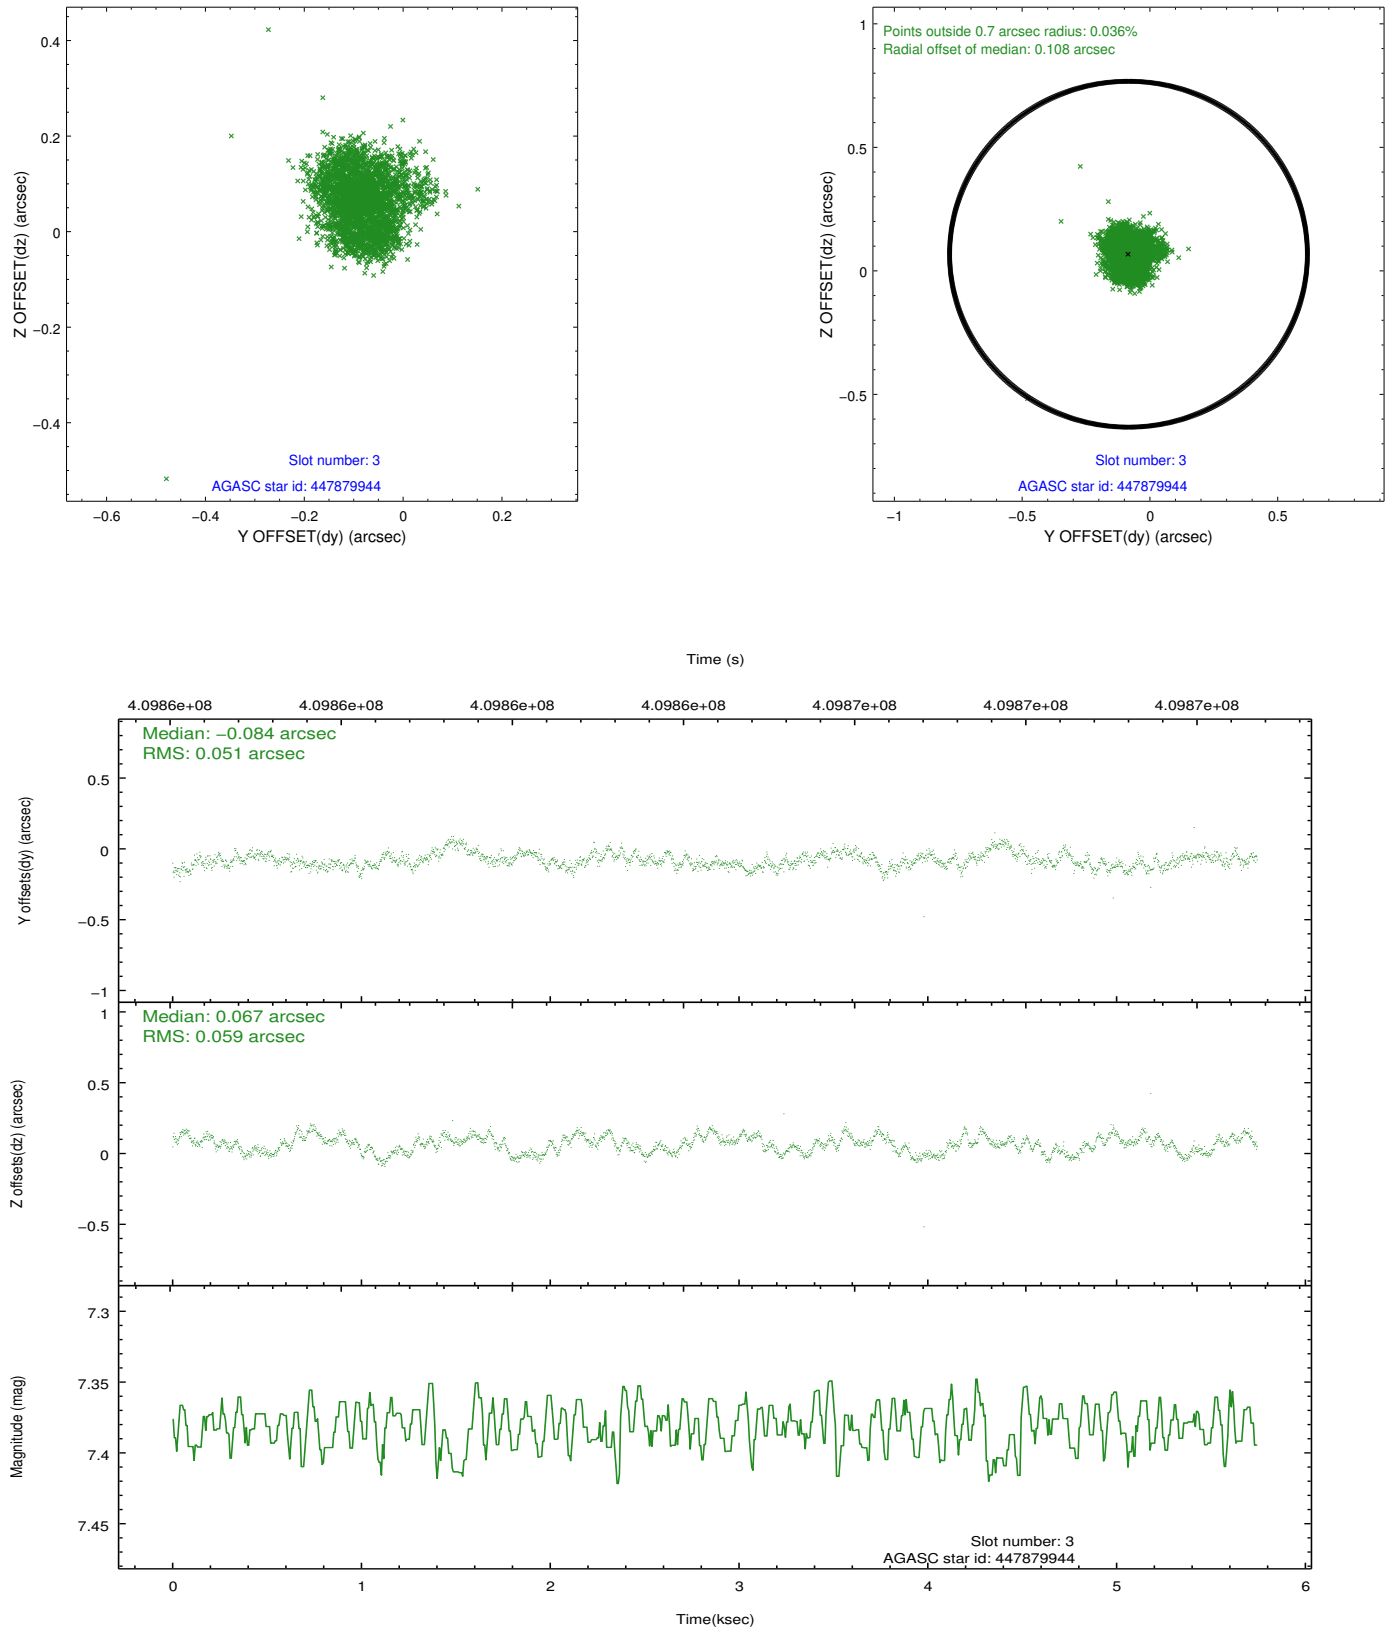 0.4
0.2
0
−0.2
−0.4
Z OFFSET(dz) (arcsec)
Slot number: 3
AGASC star id: 447879944
−0.6 −0.4 −0.2 0 0.2
Y OFFSET(dy) (arcsec)
Points outside 0.7 arcsec radius: 0.036%
Radial offset of median: 0.108 arcsec
1
0.5
0
−0.5
Z OFFSET(dz) (arcsec)
Slot number: 3
AGASC star id: 447879944
−1 −0.5 0 0.5
Y OFFSET(dy) (arcsec)
Time (s)
4.0986e+08 4.0986e+08 4.0986e+08 4.0986e+08 4.0987e+08 4.0987e+08 4.0987e+08
Median: −0.084 arcsec
RMS: 0.051 arcsec
0.5
0
−0.5
−1
Y offsets(dy) (arcsec)
Median: 0.067 arcsec
RMS: 0.059 arcsec
1
0.5
0
−0.5
Z offsets(dz) (arcsec)
7.3
7.35
7.4
7.45
Magnitude (mag)
Slot number: 3
AGASC star id: 447879944
0 1 2 3 4 5 6
Time(ksec)